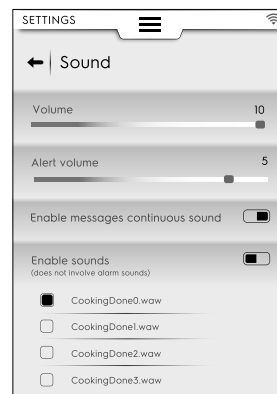 SETTINGS
Sound
Volume 10
Alert volume 5
Enable messages continuous sound
Enable sounds
(does not involve alarm sounds)
CookingDone0.waw
CookingDone1.waw
CookingDone2.waw
CookingDone3.waw